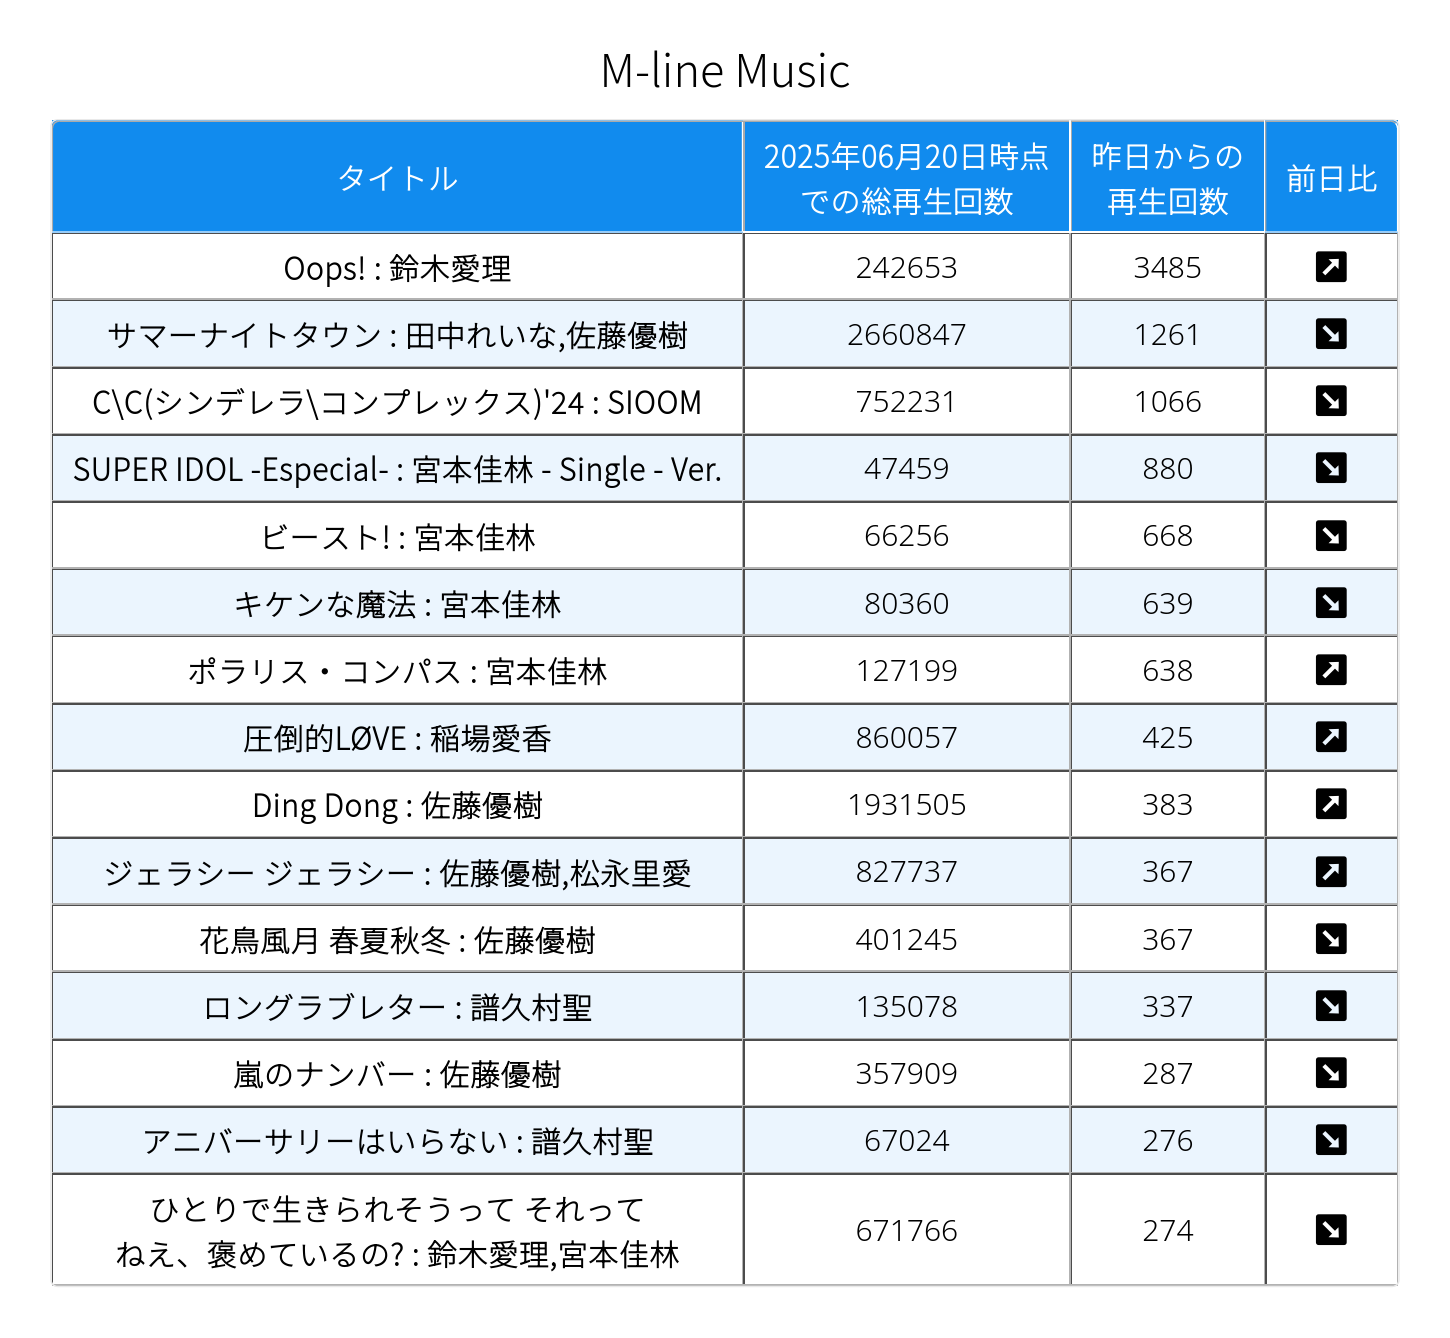 M-line Music
タイトル
2025年06月20日時点
での総再生回数
昨日からの
再生回数
前日比
Oops! : 鈴木愛理 242653 3485 ↗
サマーナイトタウン : 田中れいな,佐藤優樹 2660847 1261 ↘
C\C(シンデレラ\コンプレックス)'24 : SIOOM 752231 1066 ↘
SUPER IDOL -Especial- : 宮本佳林 - Single - Ver. 47459 880 ↘
ビースト! : 宮本佳林 66256 668 ↘
キケンな魔法 : 宮本佳林 80360 639 ↘
ポラリス・コンパス : 宮本佳林 127199 638 ↗
圧倒的LØVE : 稲場愛香 860057 425 ↗
Ding Dong : 佐藤優樹 1931505 383 ↗
ジェラシー ジェラシー : 佐藤優樹,松永里愛 827737 367 ↗
花鳥風月 春夏秋冬 : 佐藤優樹 401245 367 ↘
ロングラブレター : 譜久村聖 135078 337 ↘
嵐のナンバー : 佐藤優樹 357909 287 ↘
アニバーサリーはいらない : 譜久村聖 67024 276 ↘
ひとりで生きられそうって それって
ねえ、褒めているの? : 鈴木愛理,宮本佳林 671766 274 ↘